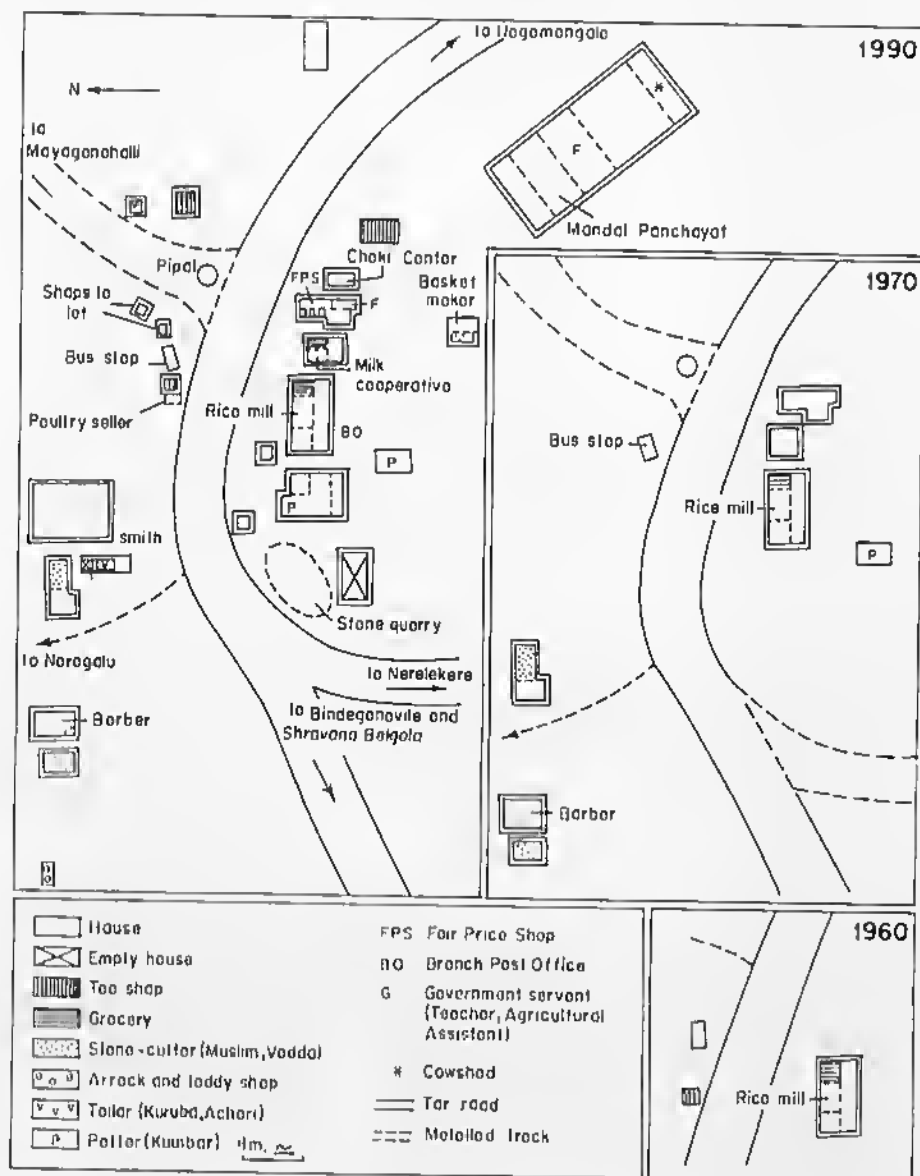 1990
to Nagamangala
N
to
Mayaganahalli
Mandal Panchayat
F
*
Pipal
Choki Center
FPS
F
Basket
maker
Shops to
let
Bus stop
Milk
cooperative
Poultry seller
Rice mill
BO
P
P
smith
Stone quarry
to Naragalu
to Nerelekere
to Bindeganavile and
Shravana Belgola
Barber
1970
Bus stop
Rice mill
P
Barber
1960
Rice mill
House
Empty house
Tea shop
Grocery
Stone-cutter (Muslim, Vadda)
Arrack and toddy shop
Tailor (Kuruba, Achari)
Potter (Kumbar)
FPS Fair Price Shop
BO Branch Post Office
G Government servant
(Teacher, Agricultural
Assistant)
* Cowshed
Tar road
Metalled track